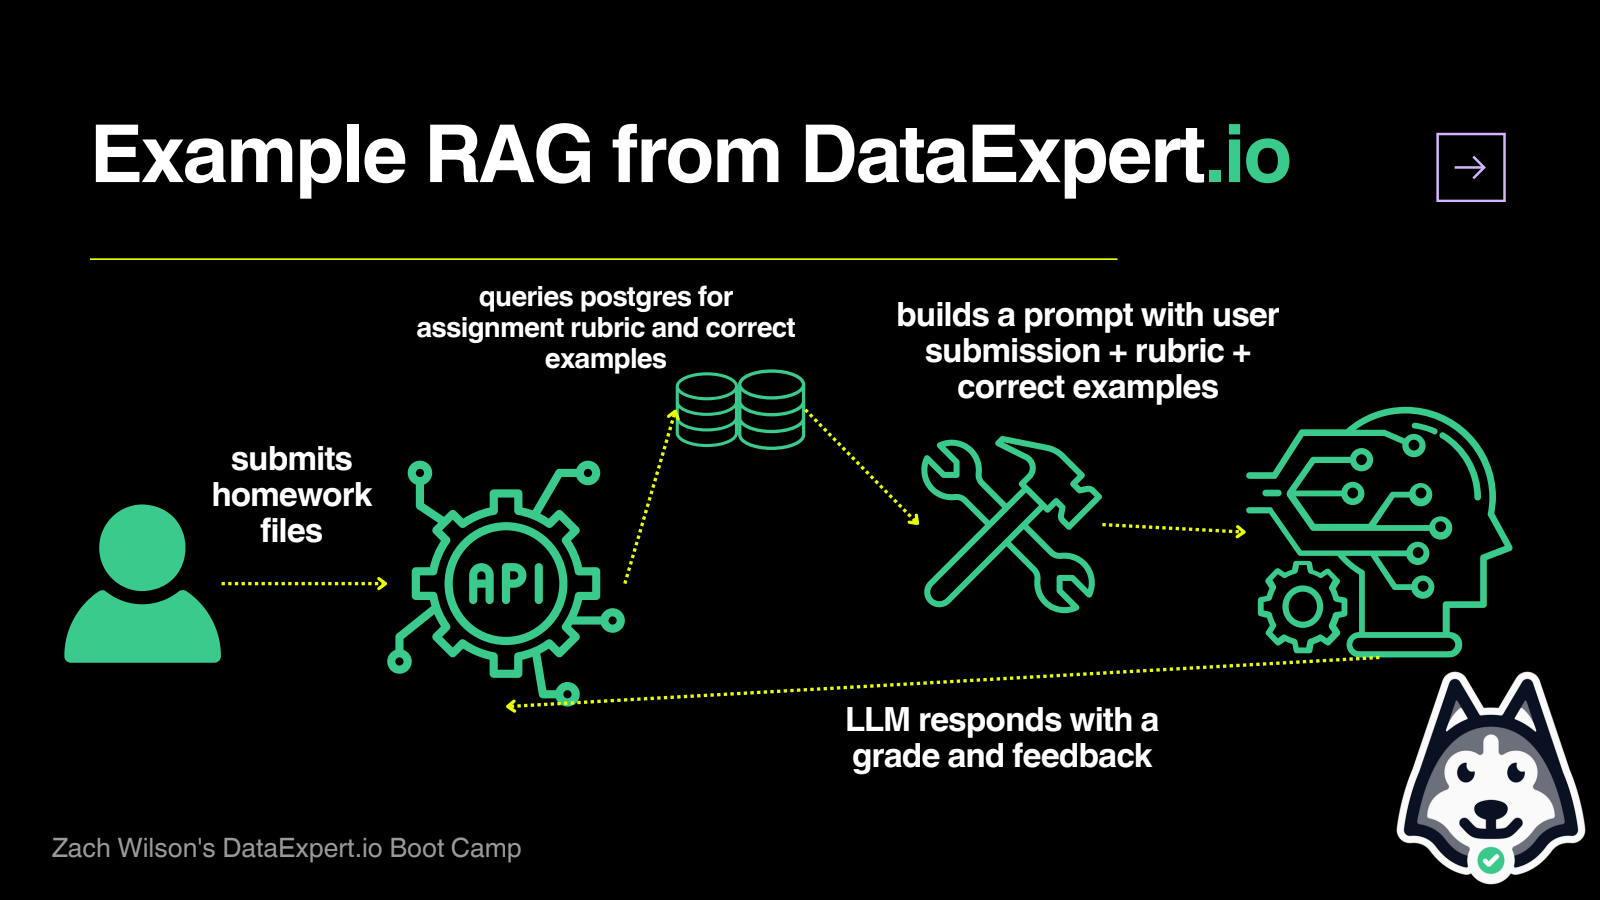 Example RAG from DataExpert.io
queries postgres for
assignment rubric and correct
examples
builds a prompt with user
submission + rubric +
correct examples
submits
homework
files
API
LLM responds with a
grade and feedback
Zach Wilson's DataExpert.io Boot Camp